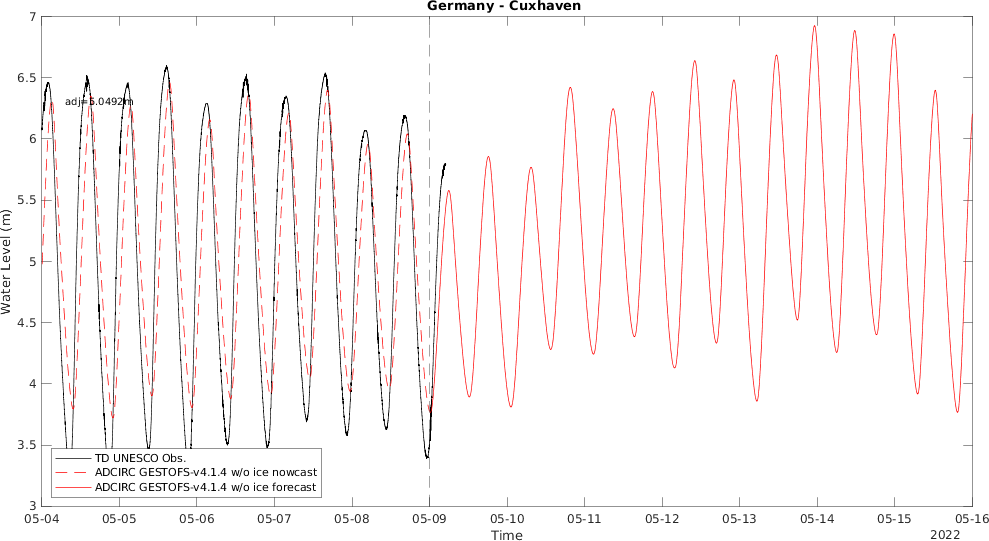 Germany - Cuxhaven
7
6.5
6
5.5
5
4.5
4
3.5
3
Water Level (m)
adj=5.0492m
TD UNESCO Obs.
ADCIRC GESTOFS-v4.1.4 w/o ice nowcast
ADCIRC GESTOFS-v4.1.4 w/o ice forecast
05-04 05-05 05-06 05-07 05-08 05-09 05-10 05-11 05-12 05-13 05-14 05-15 05-16
Time
2022